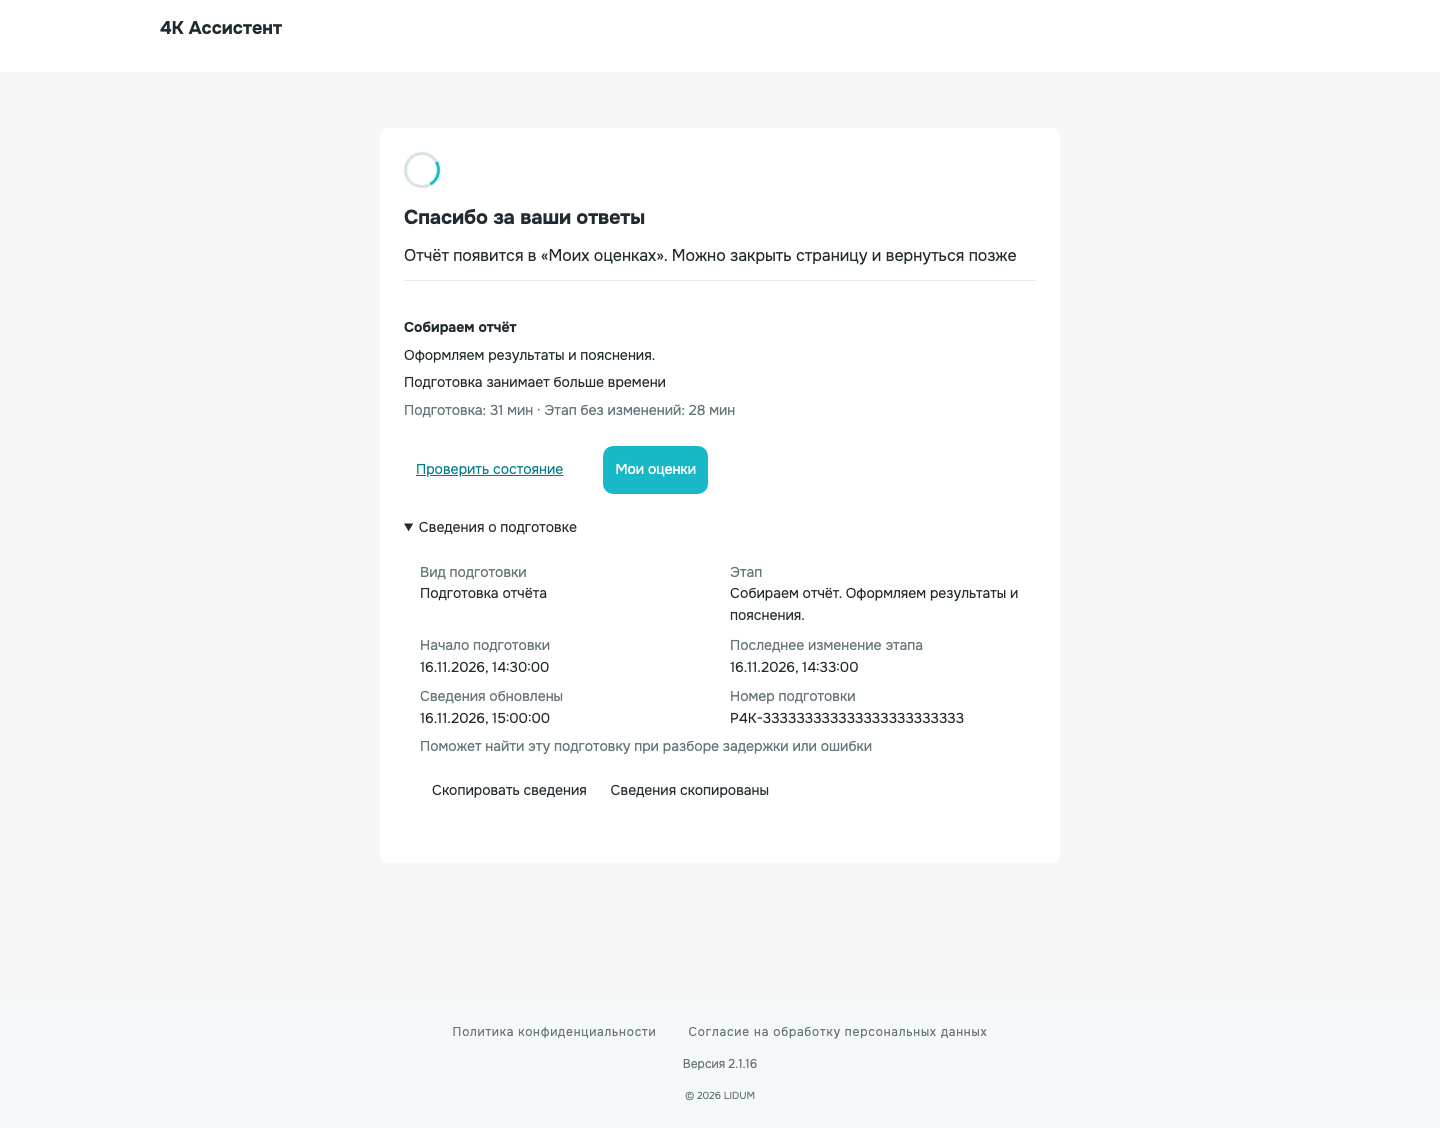 4К Ассистент
Спасибо за ваши ответы
Отчёт появится в «Моих оценках». Можно закрыть страницу и вернуться позже
Собираем отчёт
Оформляем результаты и пояснения.
Подготовка занимает больше времени
Подготовка: 31 мин · Этап без изменений: 28 мин
Проверить состояние
Мои оценки
▼ Сведения о подготовке
Вид подготовки
Подготовка отчёта
Этап
Собираем отчёт. Оформляем результаты и
пояснения.
Начало подготовки
16.11.2026, 14:30:00
Последнее изменение этапа
16.11.2026, 14:33:00
Сведения обновлены
16.11.2026, 15:00:00
Номер подготовки
P4K-333333333333333333333333
Поможет найти эту подготовку при разборе задержки или ошибки
Скопировать сведения
Сведения скопированы
Политика конфиденциальности
Согласие на обработку персональных данных
Версия 2.1.16
© 2026 LIDUM